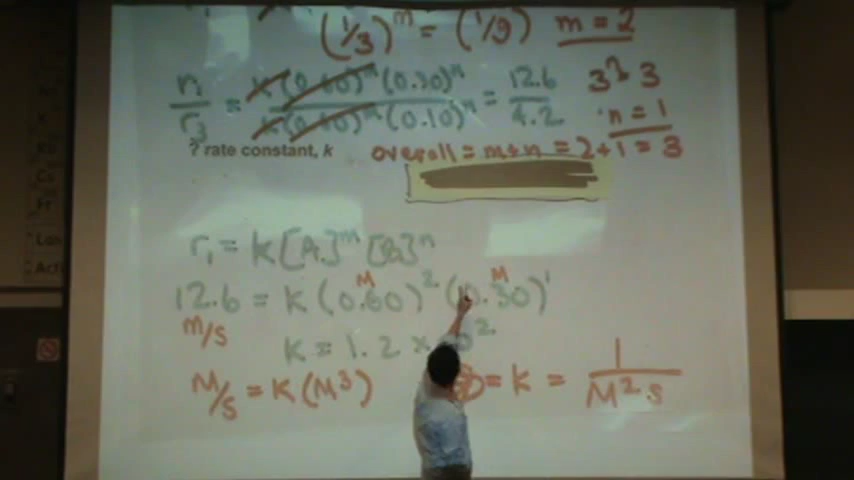 (1/3)^m = (1/9) m = 2
r1/r3 = k(0.60)^m(0.30)^n / k(0.60)^m(0.10)^n = 12.6/4.2 3^n = 3
n = 1
? rate constant, k overall = m+n = 2+1 = 3
r1 = k[A]^m [B]^n
12.6 = k(0.60)^2 (0.30)^1
M M
M/S
k = 1.2 x
M/S = k(M^3) = k = 1/M^2·s